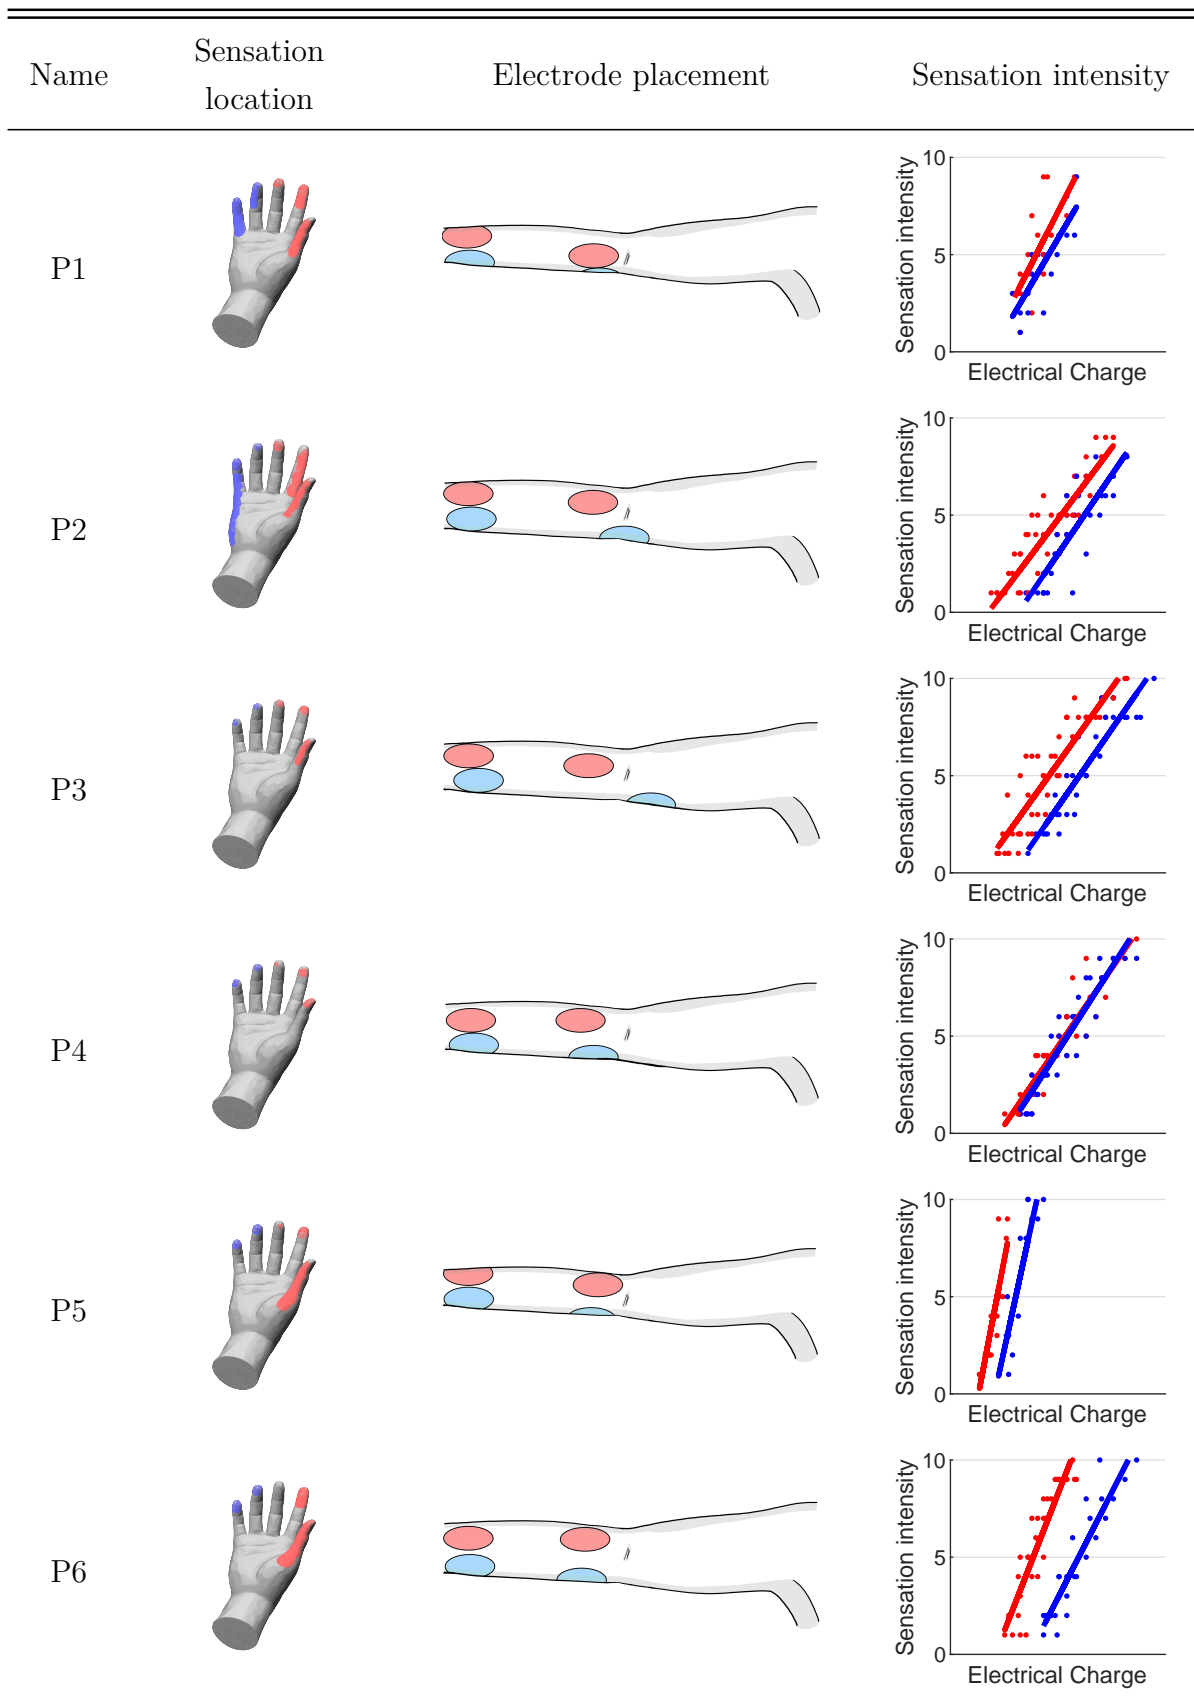 Name
Sensation
location
Electrode placement
Sensation intensity
P1
Sensation intensity
10
5
0
Electrical Charge
P2
Sensation intensity
10
5
0
Electrical Charge
P3
Sensation intensity
10
5
0
Electrical Charge
P4
Sensation intensity
10
5
0
Electrical Charge
P5
Sensation intensity
10
5
0
Electrical Charge
P6
Sensation intensity
10
5
0
Electrical Charge